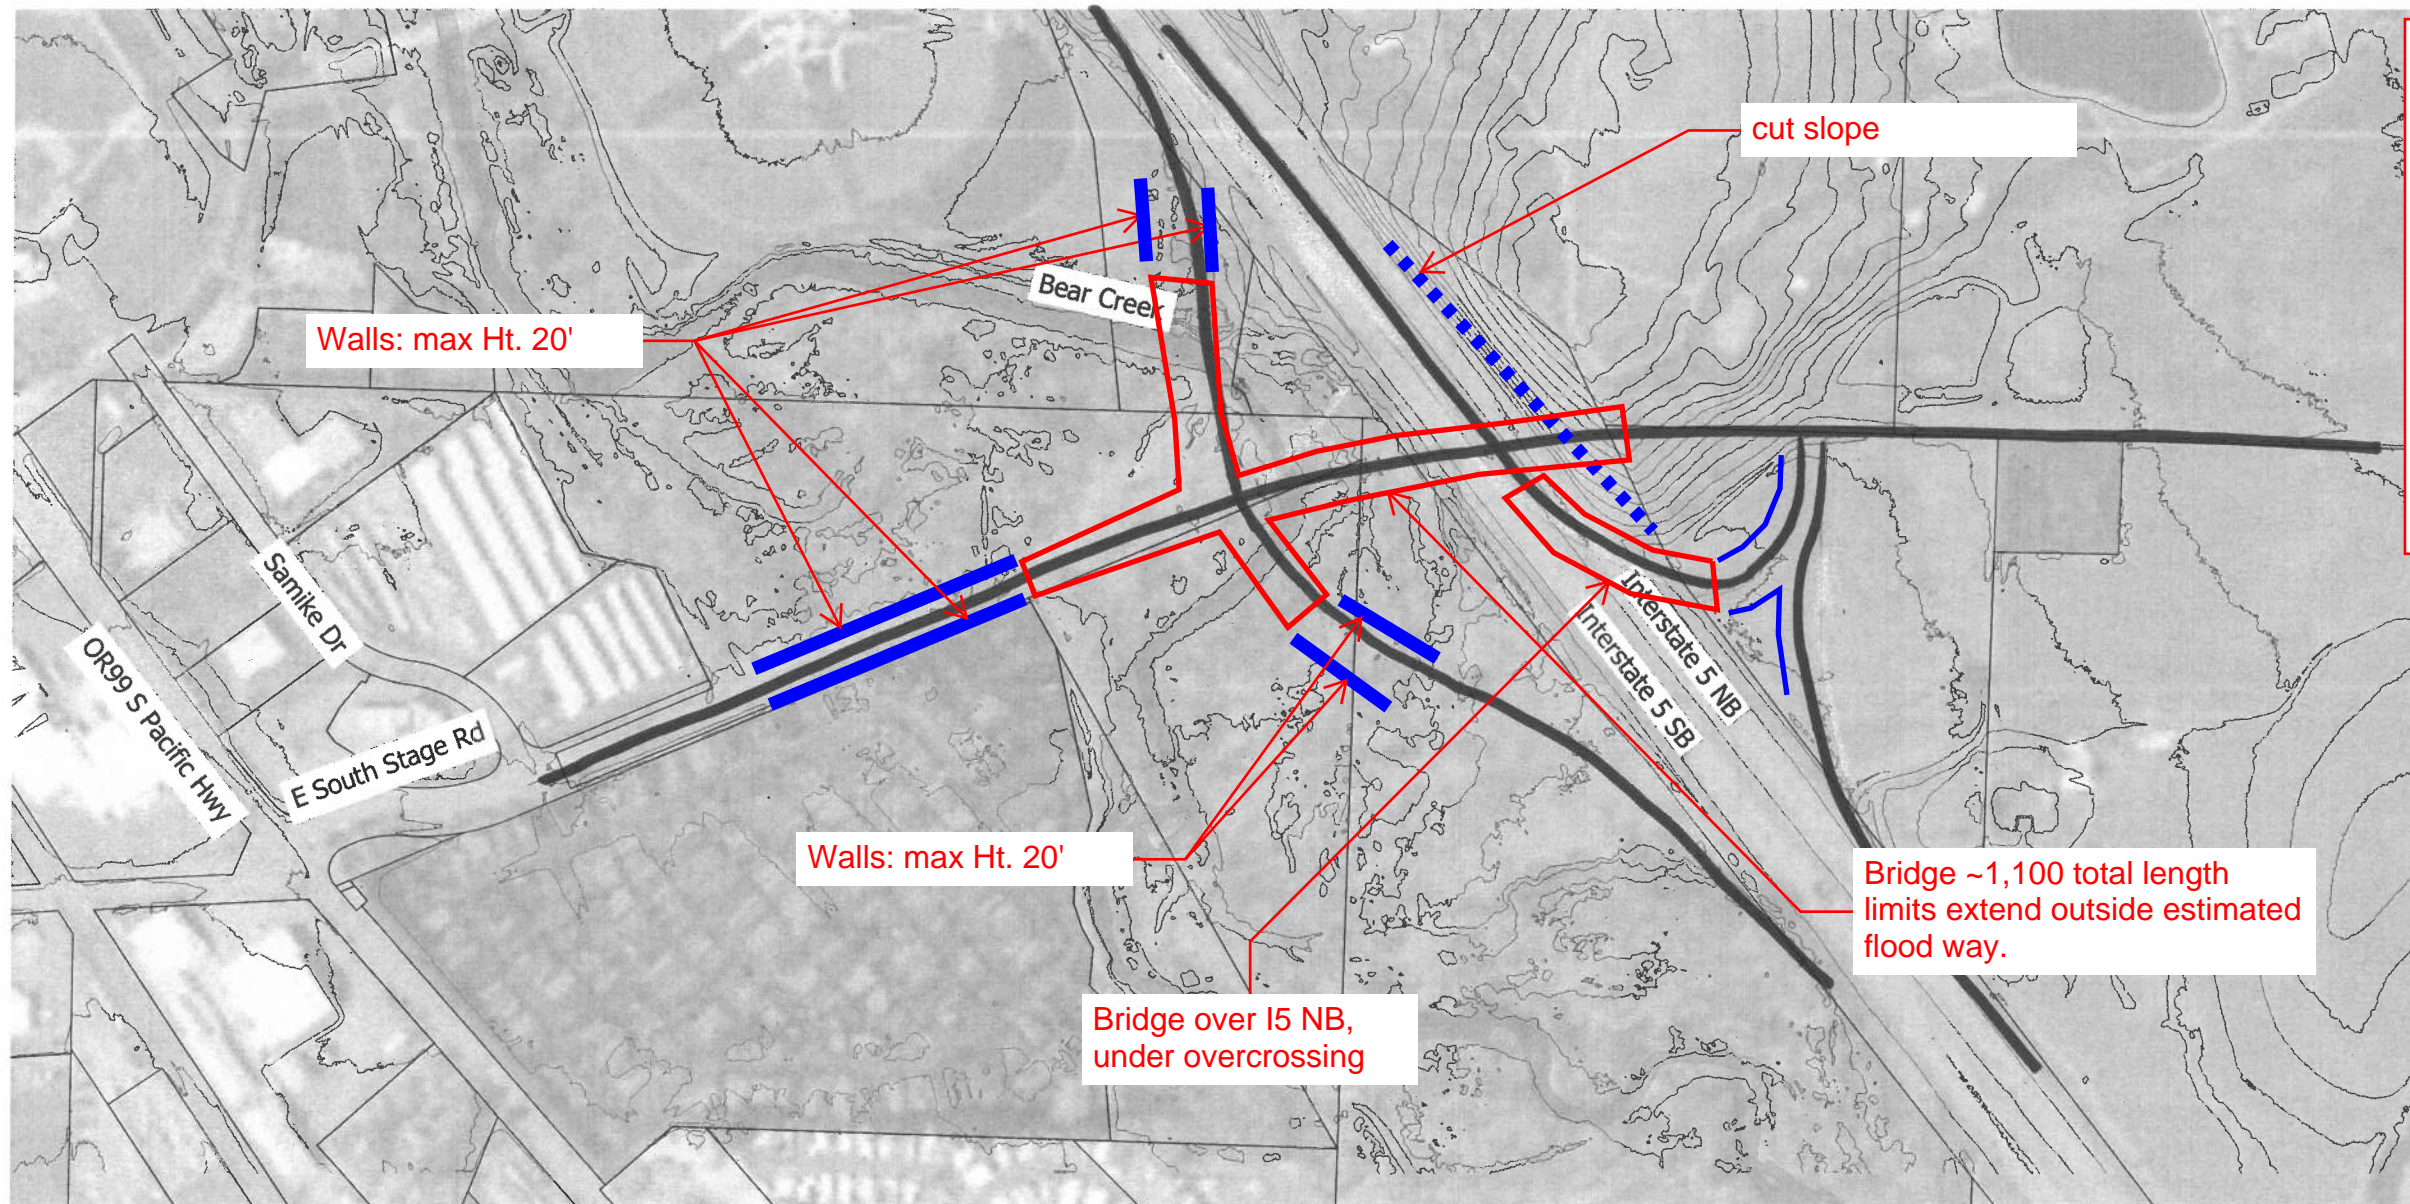 cut slope
Bear Creek
Walls: max Ht. 20'
Samike Dr
OR99 S Pacific Hwy
E South Stage Rd
Interstate 5 NB
Interstate 5 SB
Walls: max Ht. 20'
Bridge ~1,100 total length
limits extend outside estimated
flood way.
Bridge over I5 NB,
under overcrossing